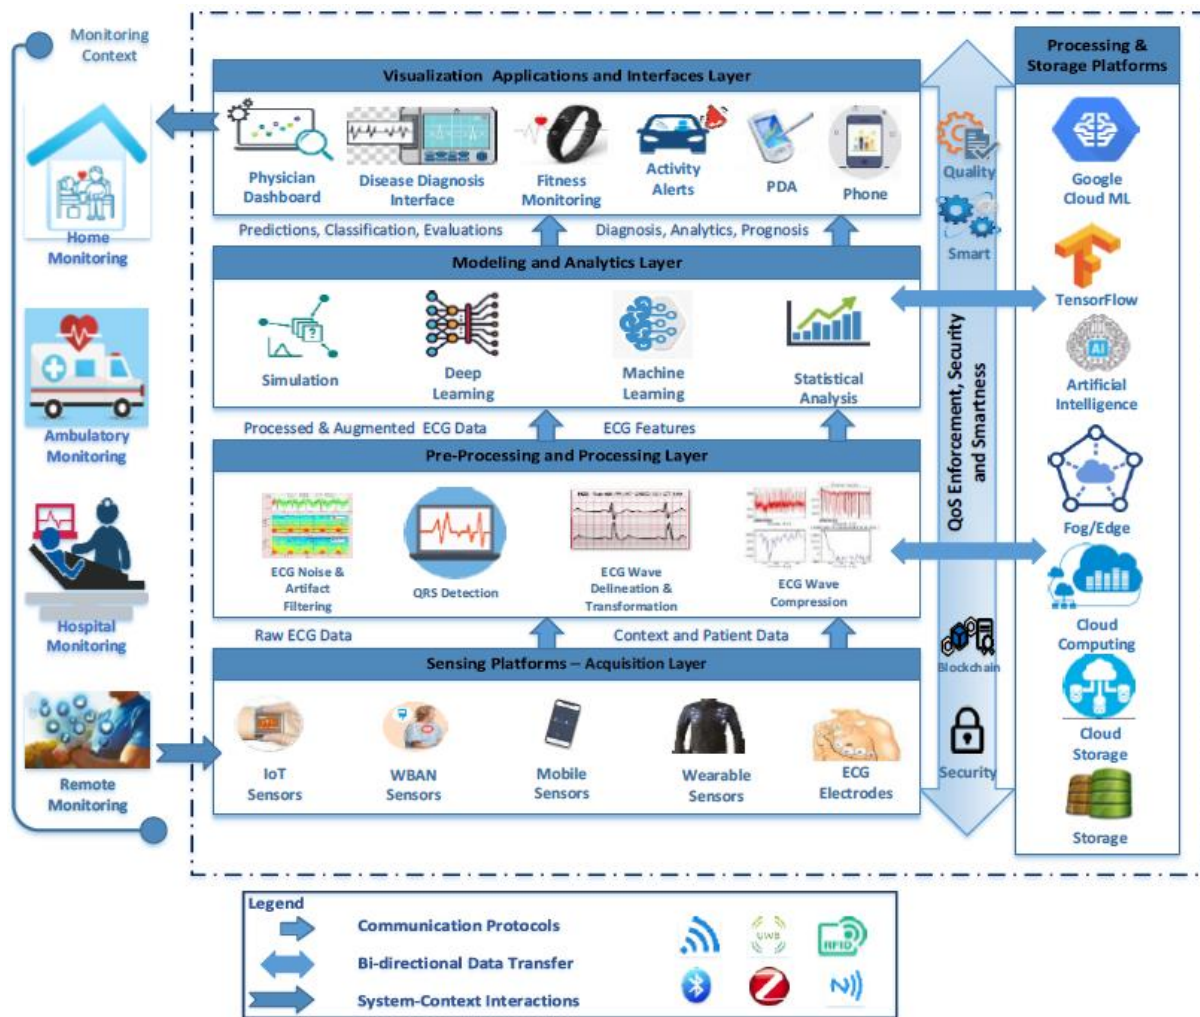 Monitoring
Context
Home
Monitoring
Ambulatory
Monitoring
Hospital
Monitoring
Remote
Monitoring
Visualization Applications and Interfaces Layer
Physician
Dashboard
Disease Diagnosis
Interface
Fitness
Monitoring
Activity
Alerts
PDA
Phone
Predictions, Classification, Evaluations
Diagnosis, Analytics, Prognosis
Modeling and Analytics Layer
Simulation
Deep
Learning
Machine
Learning
Statistical
Analysis
Processed & Augmented ECG Data
ECG Features
Pre-Processing and Processing Layer
ECG Noise &
Artifact
Filtering
QRS Detection
ECG Wave
Delineation &
Transformation
ECG Wave
Compression
Raw ECG Data
Context and Patient Data
Sensing Platforms – Acquisition Layer
IoT
Sensors
WBAN
Sensors
Mobile
Sensors
Wearable
Sensors
ECG
Electrodes
Quality
Smart
QoS Enforcement, Security
and Smartness
Blockchain
Security
Processing &
Storage Platforms
Google
Cloud ML
TensorFlow
AI
Artificial
Intelligence
Fog/Edge
Cloud
Computing
Cloud
Storage
Storage
Legend
Communication Protocols
Bi-directional Data Transfer
System-Context Interactions
UWB
RFID